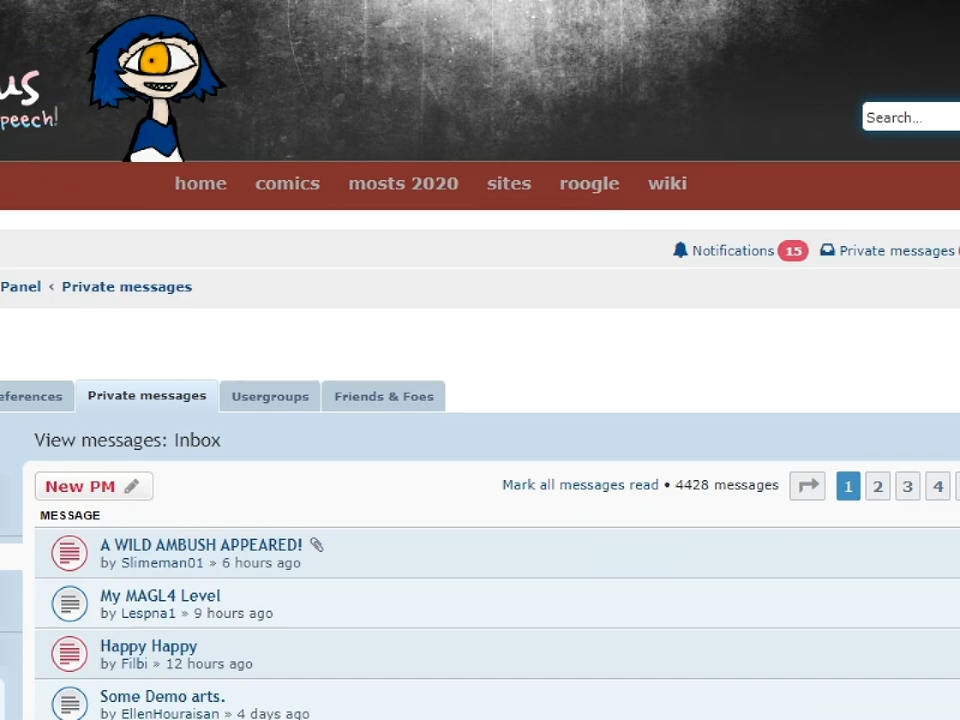 us
peech!
Search...
home comics mosts 2020 sites roogle wiki
Notifications 15 Private messages
Panel ‹ Private messages
eferences Private messages Usergroups Friends & Foes
View messages: Inbox
New PM Mark all messages read • 4428 messages 1 2 3 4
MESSAGE
A WILD AMBUSH APPEARED!
by Slimeman01 » 6 hours ago
My MAGL4 Level
by Lespna1 » 9 hours ago
Happy Happy
by Filbi » 12 hours ago
Some Demo arts.
by EllenHouraisan » 4 days ago